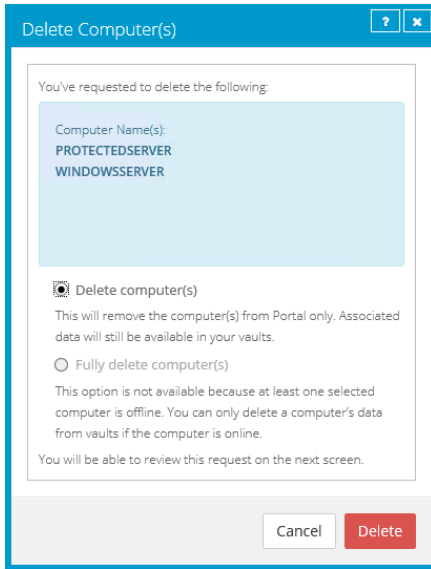 Delete Computer(s)
?
×
You've requested to delete the following:
Computer Name(s):
PROTECTEDSERVER
WINDOWSSERVER
Delete computer(s)
This will remove the computer(s) from Portal only. Associated
data will still be available in your vaults.
Fully delete computer(s)
This option is not available because at least one selected
computer is offline. You can only delete a computer's data
from vaults if the computer is online.
You will be able to review this request on the next screen.
Cancel
Delete